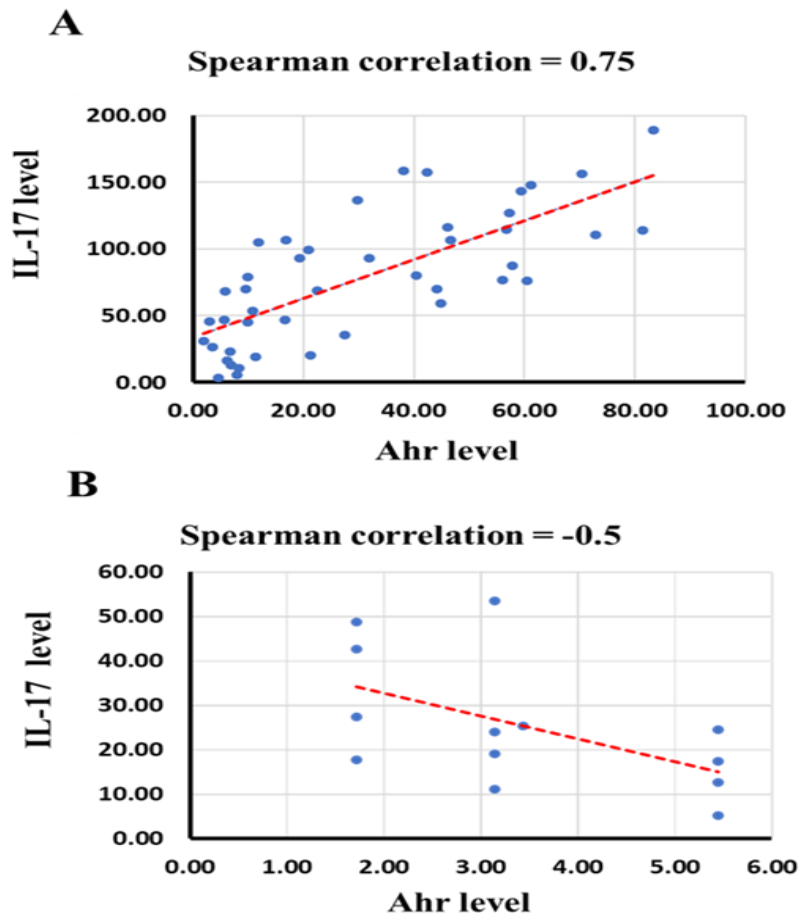 A
Spearman correlation = 0.75
IL-17 level
200.00
150.00
100.00
50.00
0.00
0.00 20.00 40.00 60.00 80.00 100.00
Ahr level
B
Spearman correlation = -0.5
IL-17 level
60.00
50.00
40.00
30.00
20.00
10.00
0.00
0.00 1.00 2.00 3.00 4.00 5.00 6.00
Ahr level